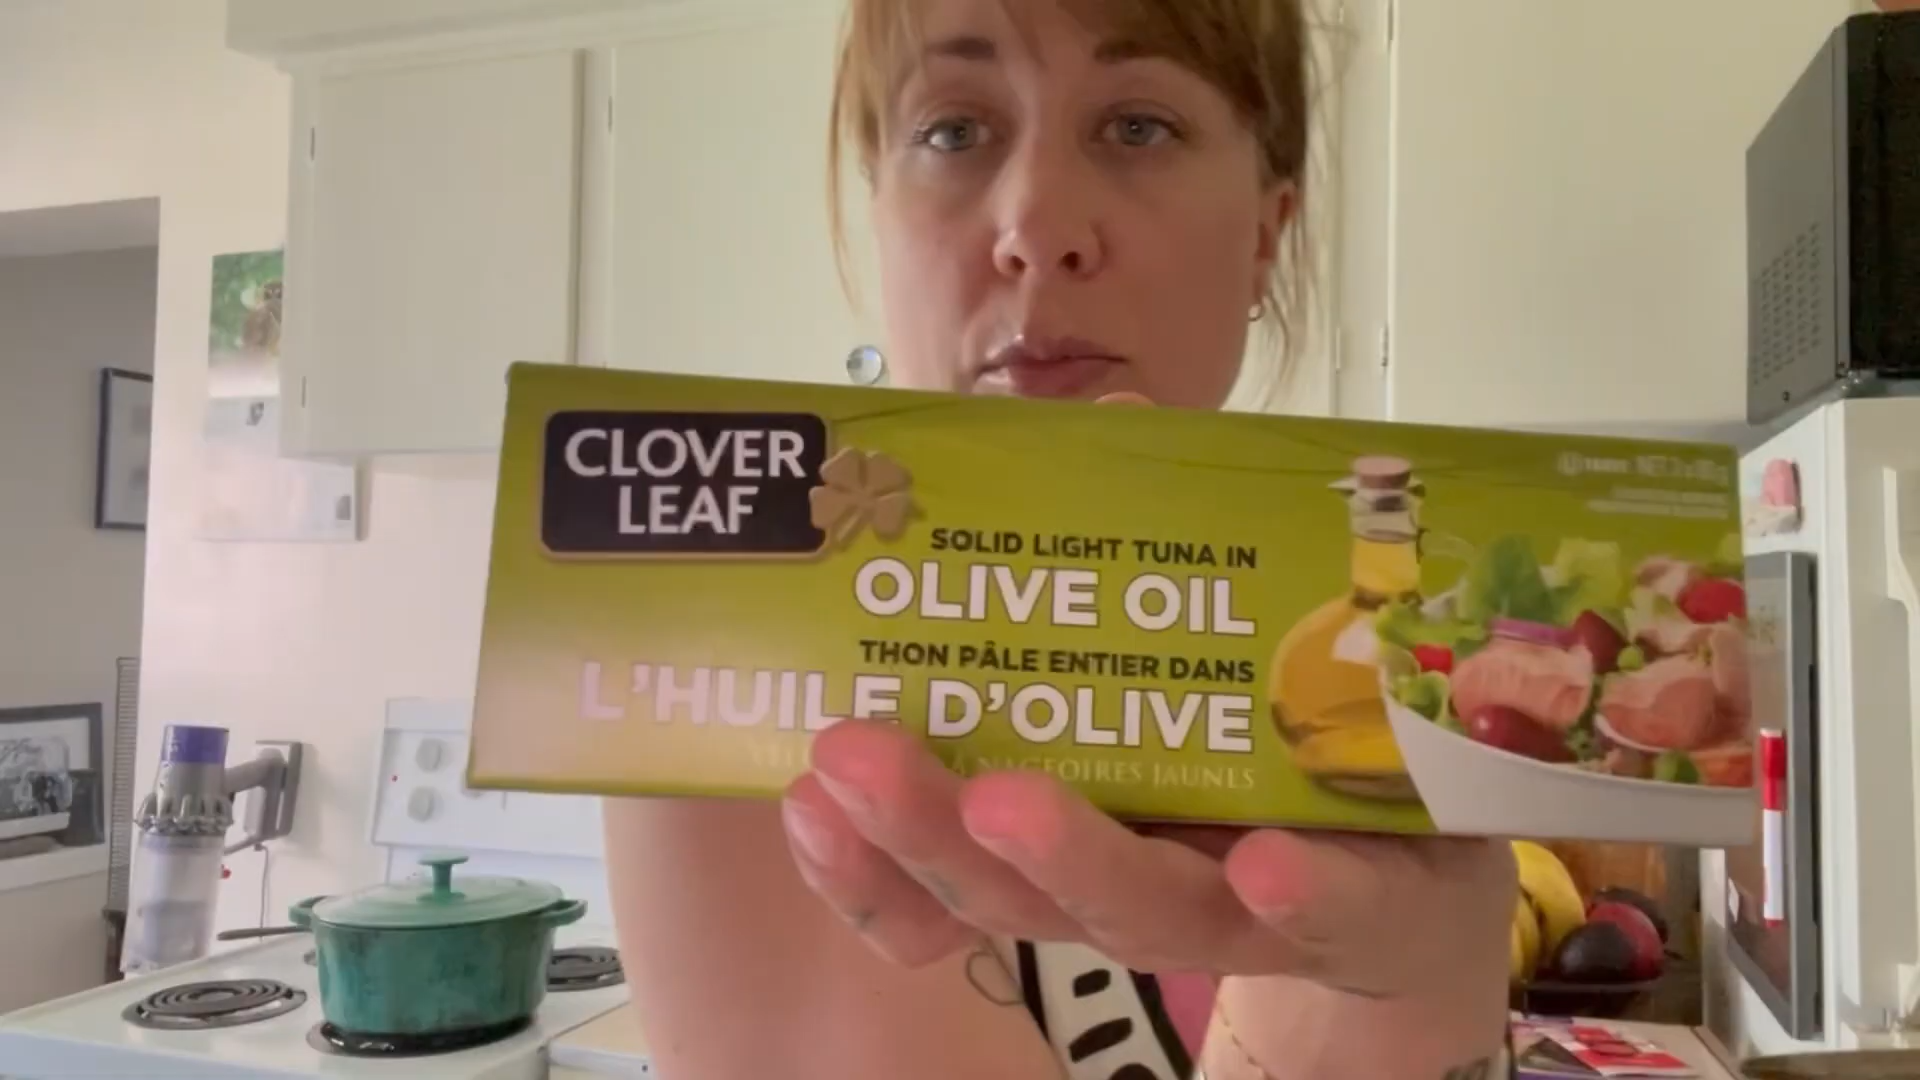 CLOVER
LEAF
SOLID LIGHT TUNA IN
OLIVE OIL
THON PÂLE ENTIER DANS
L'HUILE D'OLIVE
À NAGEOIRES JAUNES